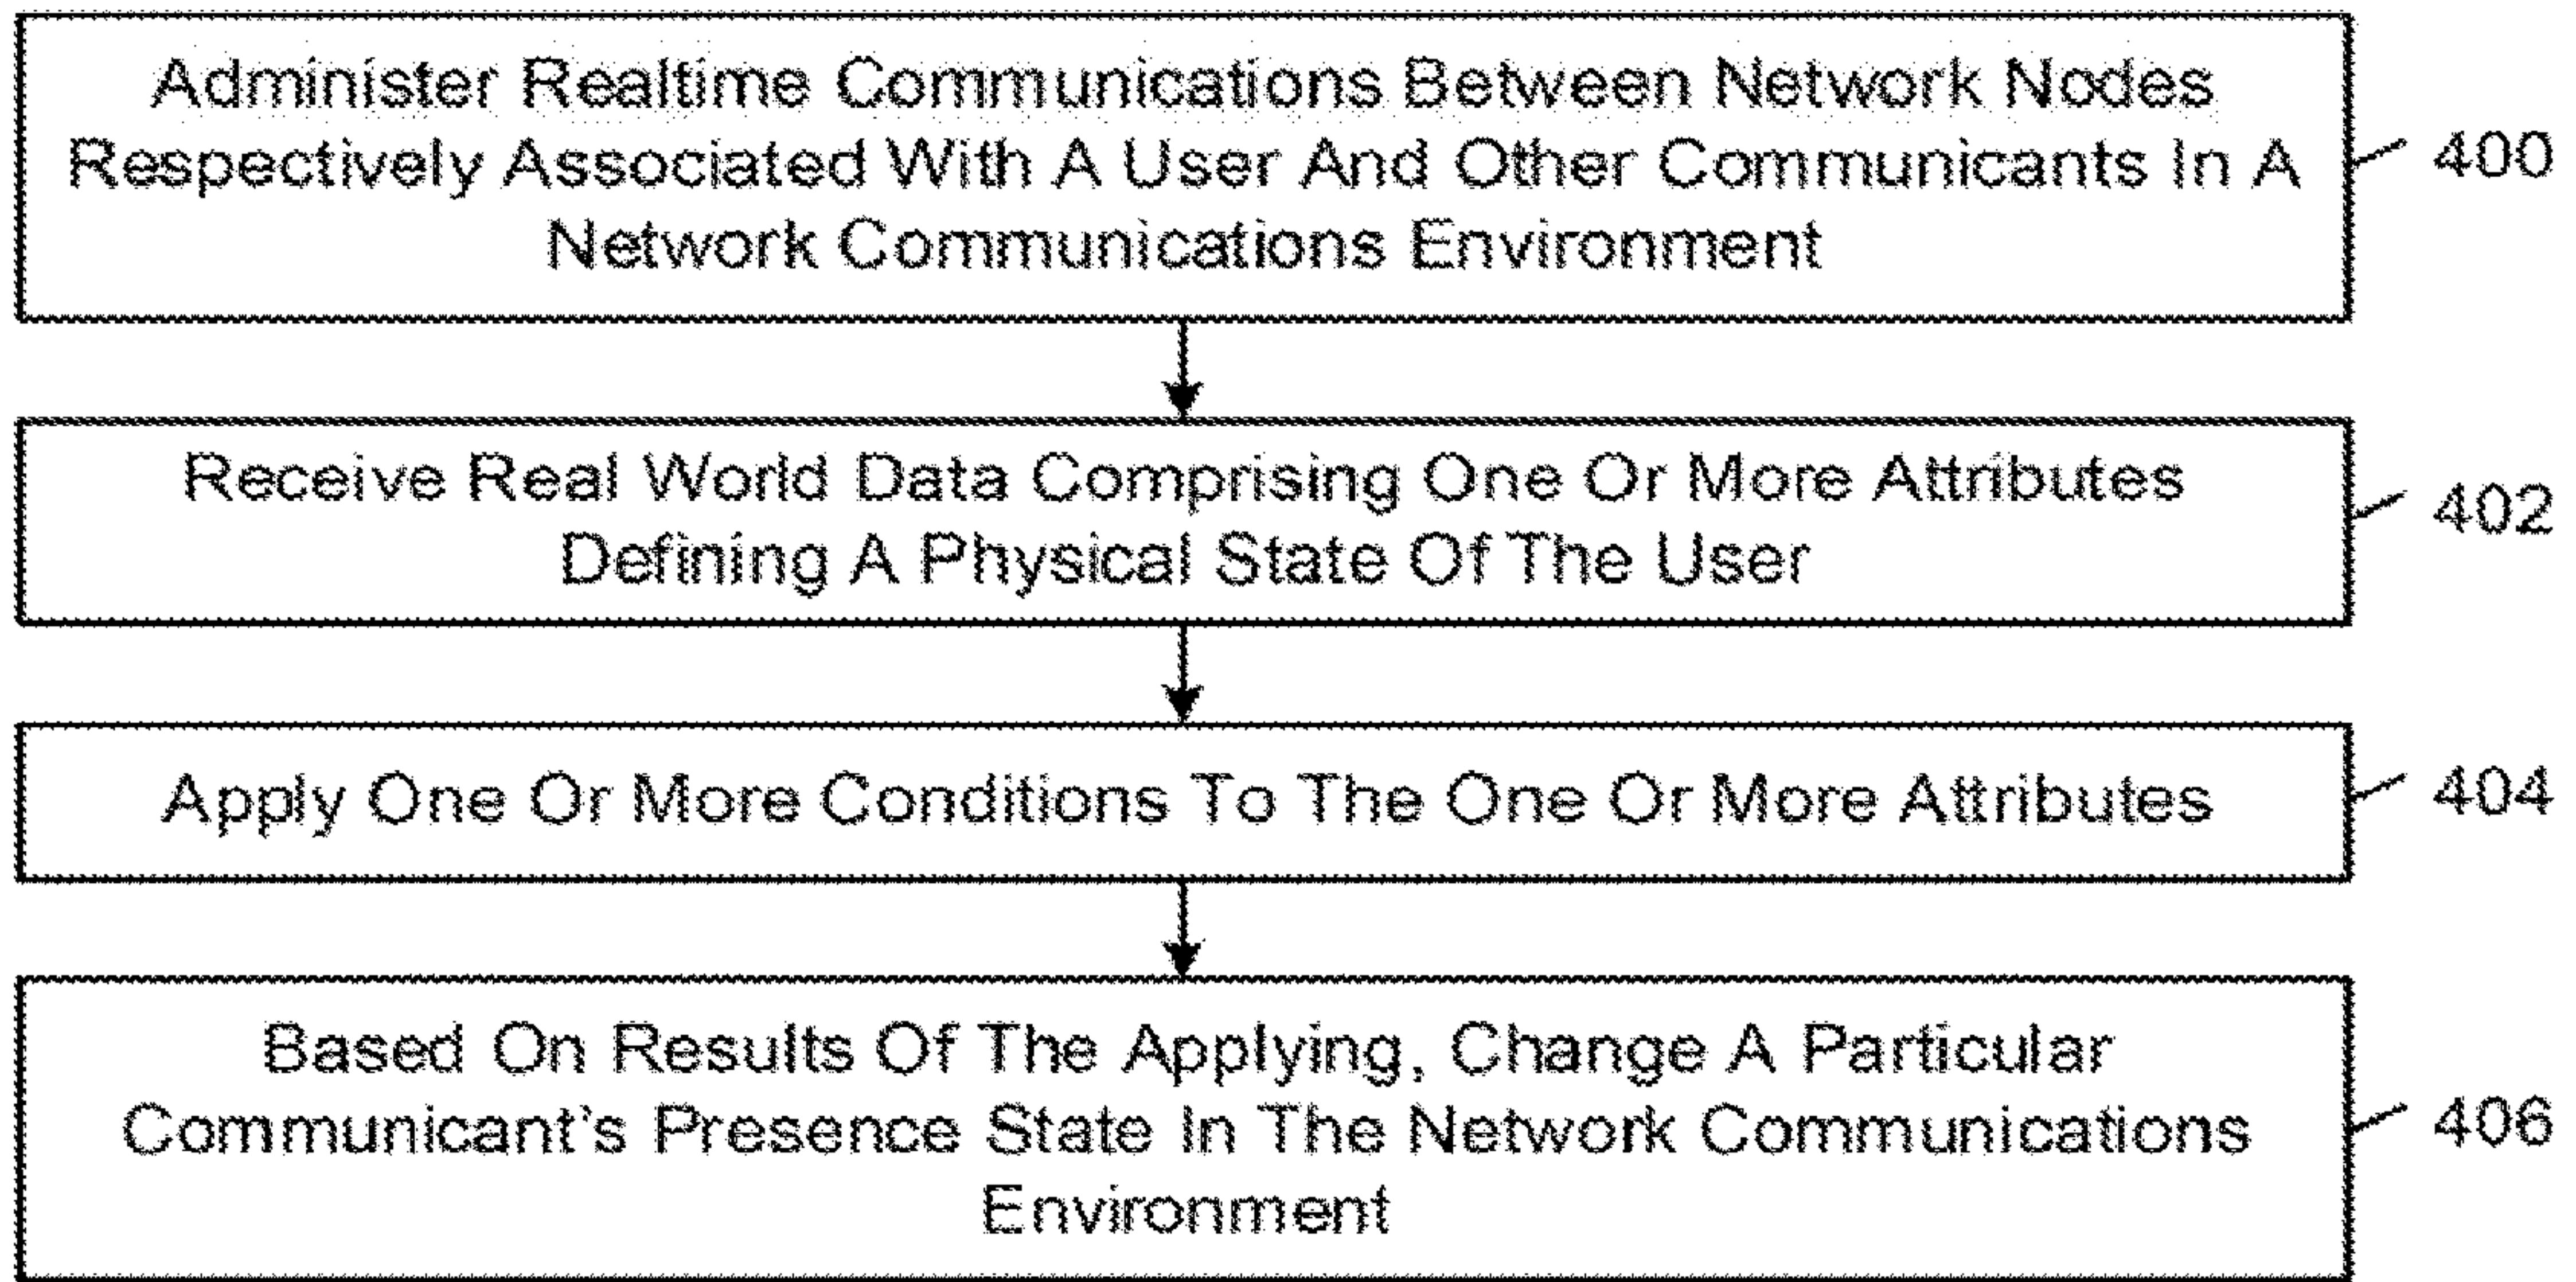 Administer Realtime Communications Between Network Nodes
Respectively Associated With A User And Other Communicants In A
Network Communications Environment
400
Receive Real World Data Comprising One Or More Attributes
Defining A Physical State Of The User
402
Apply One Or More Conditions To The One Or More Attributes
404
Based On Results Of The Applying, Change A Particular
Communicant's Presence State In The Network Communications
Environment
406